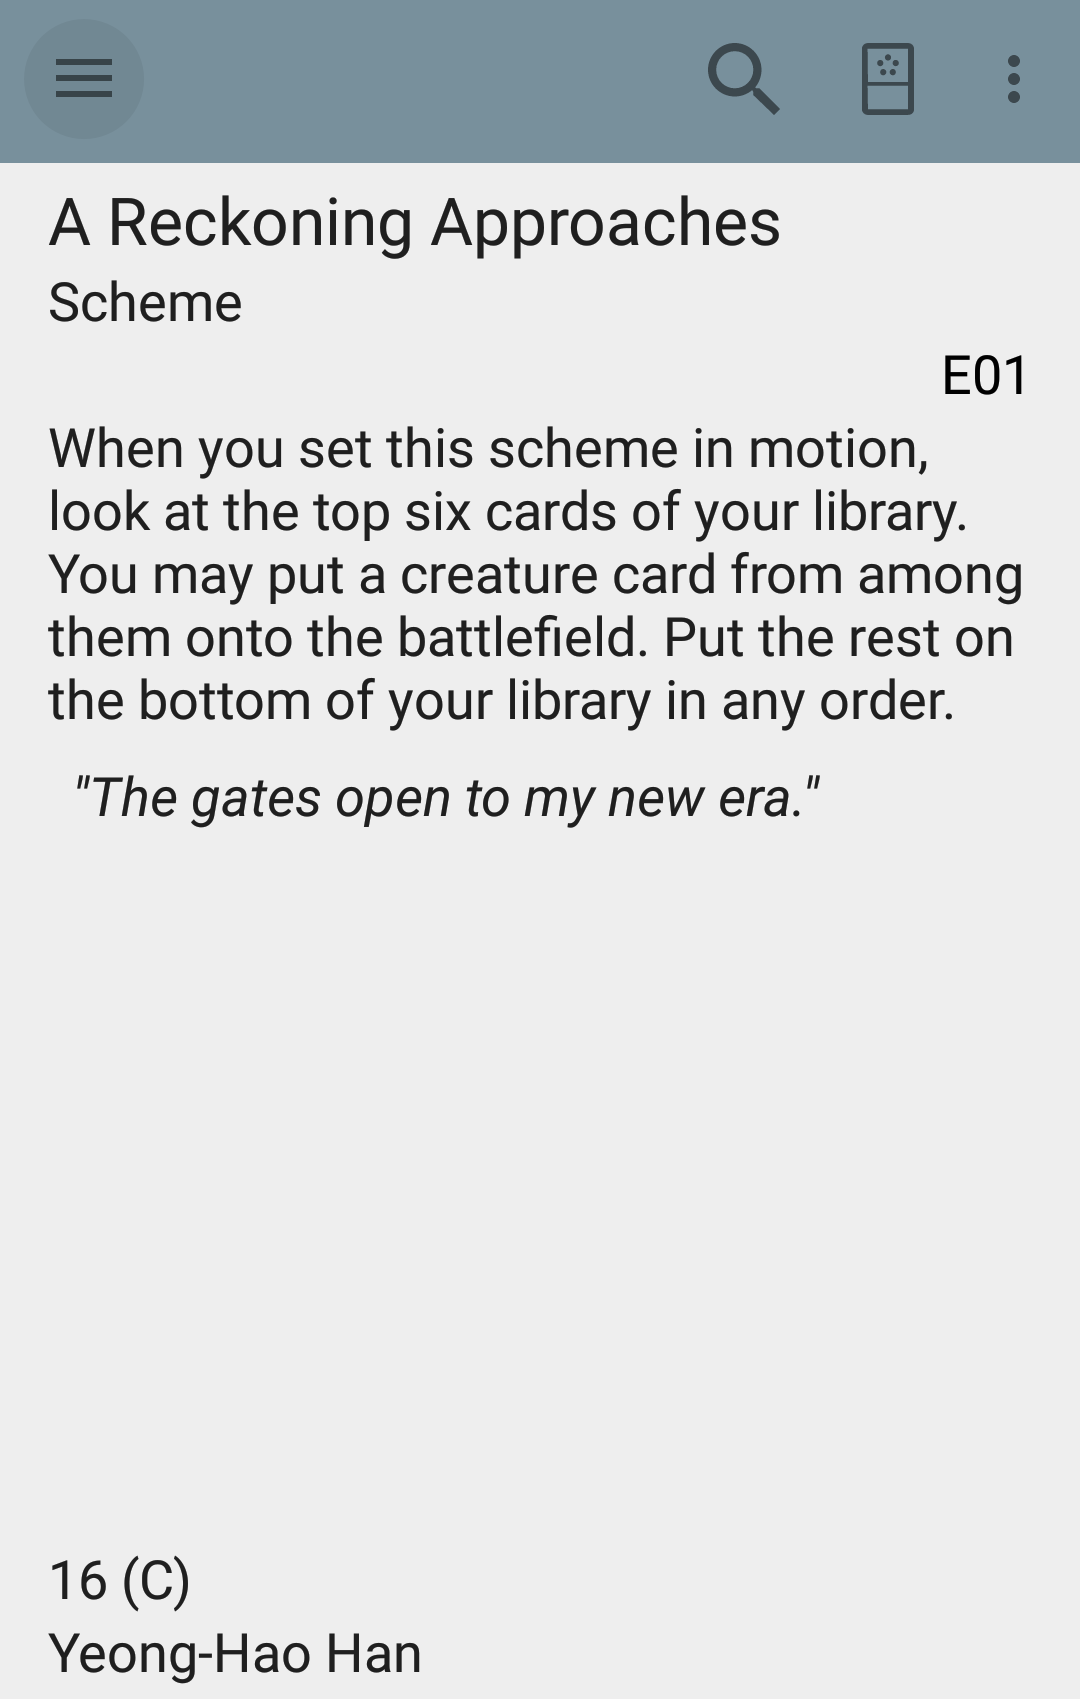 A Reckoning Approaches
Scheme
E01
When you set this scheme in motion,
look at the top six cards of your library.
You may put a creature card from among
them onto the battlefield. Put the rest on
the bottom of your library in any order.
"The gates open to my new era."
16 (C)
Yeong-Hao Han